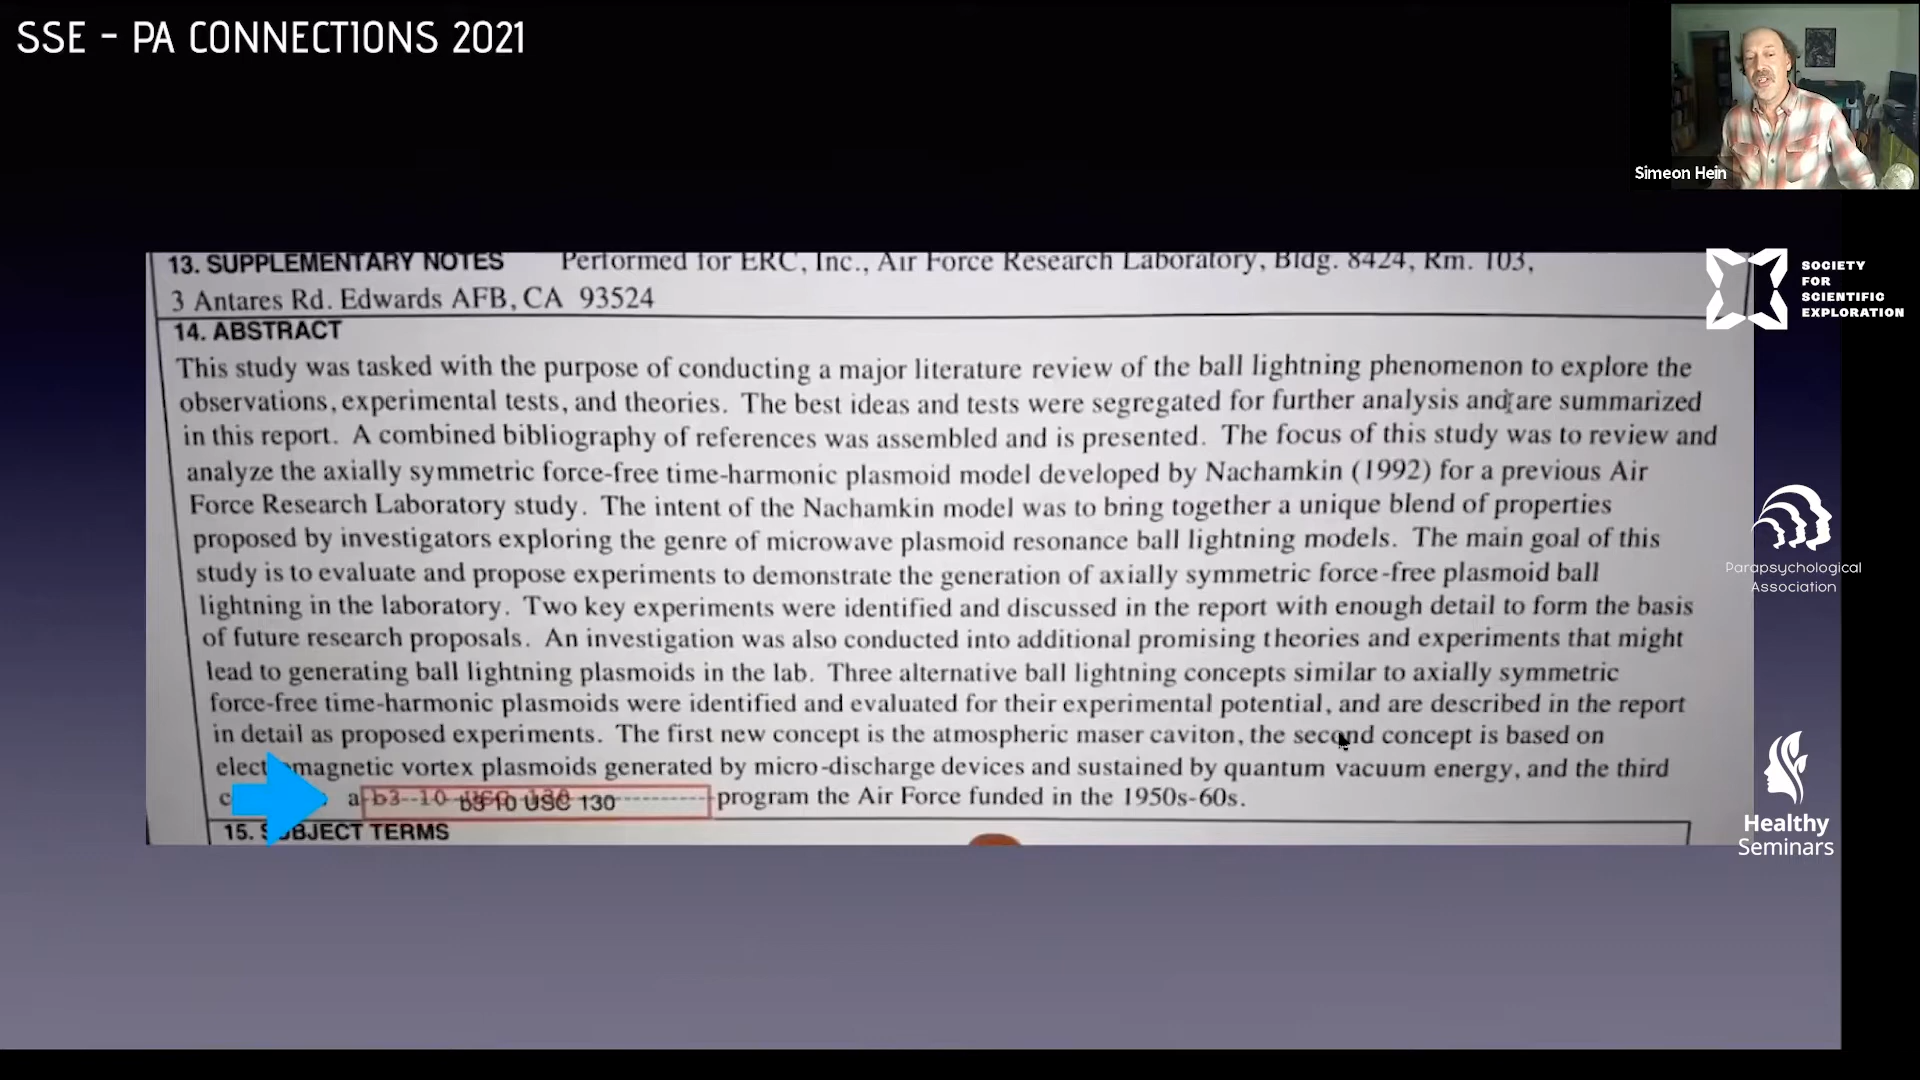 SSE - PA CONNECTIONS 2021
Simeon Hein
SOCIETY
FOR
SCIENTIFIC
EXPLORATION
13. SUPPLEMENTARY NOTES Performed for ERC, Inc., Air Force Research Laboratory, Bldg. 8424, Rm. 103,
3 Antares Rd. Edwards AFB, CA 93524
14. ABSTRACT
This study was tasked with the purpose of conducting a major literature review of the ball lightning phenomenon to explore the
observations, experimental tests, and theories. The best ideas and tests were segregated for further analysis and are summarized
in this report. A combined bibliography of references was assembled and is presented. The focus of this study was to review and
analyze the axially symmetric force-free time-harmonic plasmoid model developed by Nachamkin (1992) for a previous Air
Force Research Laboratory study. The intent of the Nachamkin model was to bring together a unique blend of properties
proposed by investigators exploring the genre of microwave plasmoid resonance ball lightning models. The main goal of this
study is to evaluate and propose experiments to demonstrate the generation of axially symmetric force-free plasmoid ball
lightning in the laboratory. Two key experiments were identified and discussed in the report with enough detail to form the basis
of future research proposals. An investigation was also conducted into additional promising theories and experiments that might
lead to generating ball lightning plasmoids in the lab. Three alternative ball lightning concepts similar to axially symmetric
force-free time-harmonic plasmoids were identified and evaluated for their experimental potential, and are described in the report
in detail as proposed experiments. The first new concept is the atmospheric maser caviton, the second concept is based on
electromagnetic vortex plasmoids generated by micro-discharge devices and sustained by quantum vacuum energy, and the third
a b3 10 USC 130 program the Air Force funded in the 1950s-60s.
15. SUBJECT TERMS
Parapsychological
Association
Healthy
Seminars